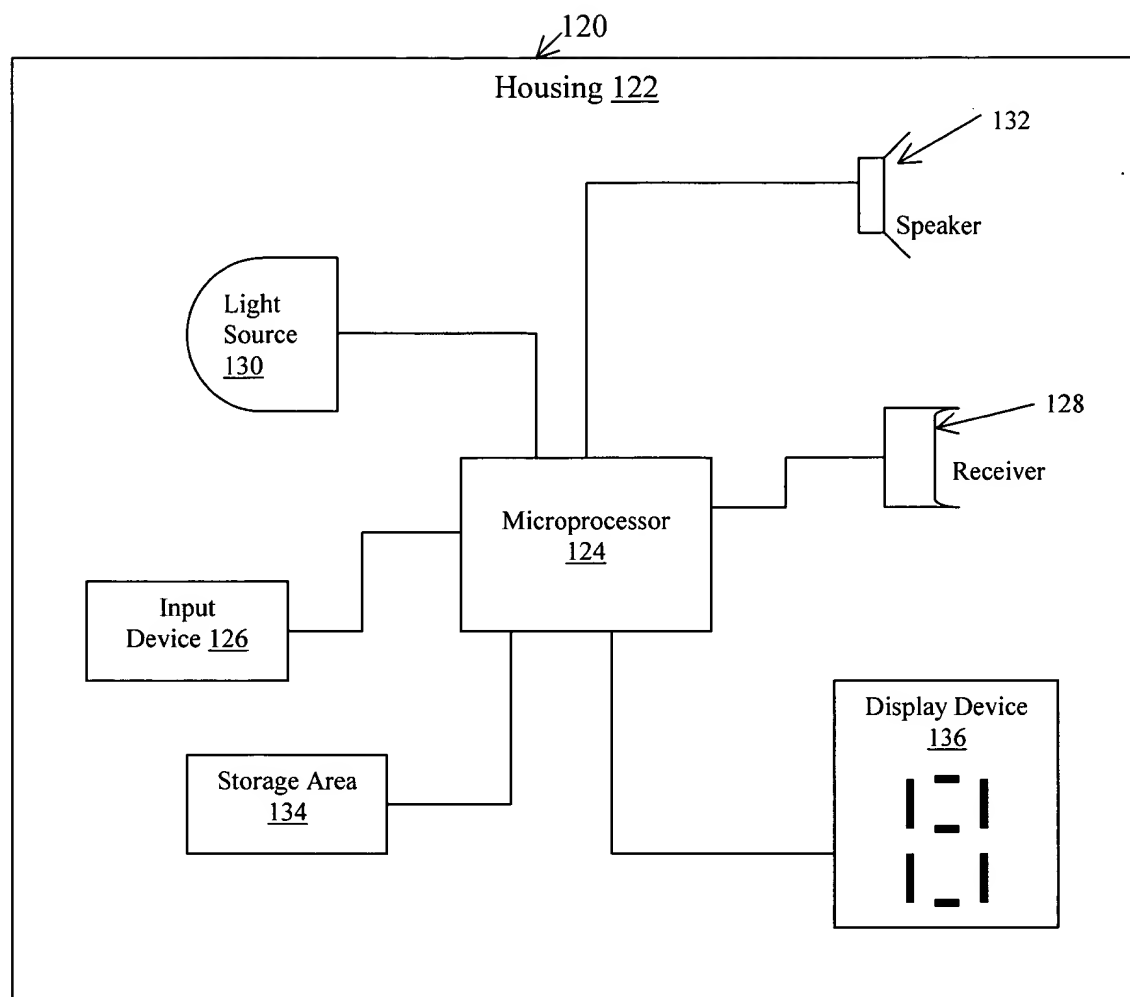 120
Housing 122
132
Speaker
Light
Source
130
128
Receiver
Microprocessor
124
Input
Device 126
Display Device
136
Storage Area
134